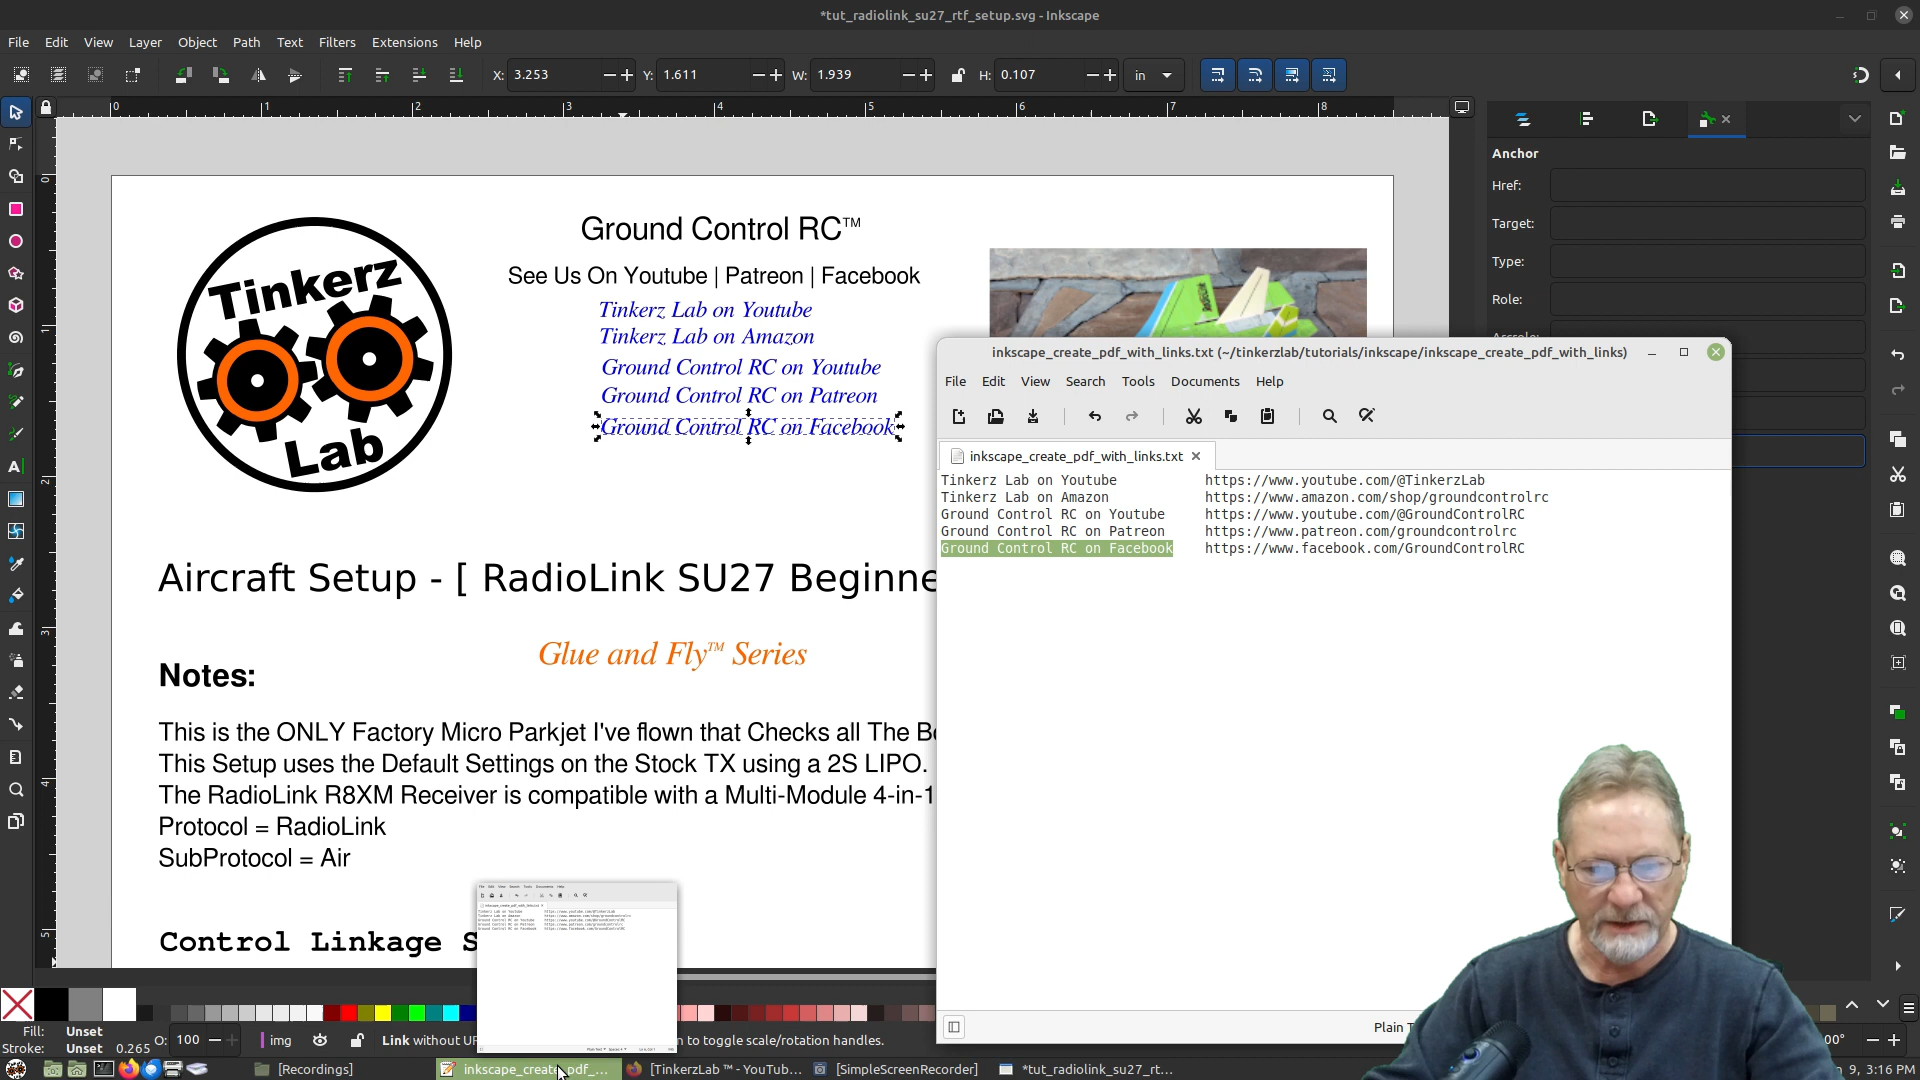 *tut_radiolink_su27_rtf_setup.svg - Inkscape
File Edit View Layer Object Path Text Filters Extensions Help
X: 3.253 Y: 1.611 W: 1.939 H: 0.107 in
0 1 2 3 4 5 6 7 8
Anchor
Href:
Target:
Type:
Role:
Tinkerz
Lab
Ground Control RC™
See Us On Youtube | Patreon | Facebook
Tinkerz Lab on Youtube
Tinkerz Lab on Amazon
Ground Control RC on Youtube
Ground Control RC on Patreon
Ground Control RC on Facebook
Aircraft Setup - [ RadioLink SU27
Glue and Fly™ Series
Notes:
This is the ONLY Factory Micro Parkjet I've flown that Checks all The
This Setup uses the Default Settings on the Stock TX using a 2S LIPO.
The RadioLink R8XM Receiver is compatible with a Multi-Module 4-in-1
Protocol = RadioLink
SubProtocol = Air
Control Linkage
inkscape_create_pdf_with_links.txt (~/tinkerzlab/tutorials/inkscape/inkscape_create_pdf_with_links)
File Edit View Search Tools Documents Help
inkscape_create_pdf_with_links.txt
Tinkerz Lab on Youtube https://www.youtube.com/@TinkerzLab
Tinkerz Lab on Amazon https://www.amazon.com/shop/groundcontrolrc
Ground Control RC on Youtube https://www.youtube.com/@GroundControlRC
Ground Control RC on Patreon https://www.patreon.com/groundcontrolrc
Ground Control RC on Facebook https://www.facebook.com/GroundControlRC
Plain
Fill: Unset
Stroke: Unset 0.265 O: 100 img Link without to toggle scale/rotation handles.
[Recordings] inkscape_create_pdf_... [TinkerzLab ™ - YouTub... [SimpleScreenRecorder] *tut_radiolink_su27_rt... 9, 3:16 PM